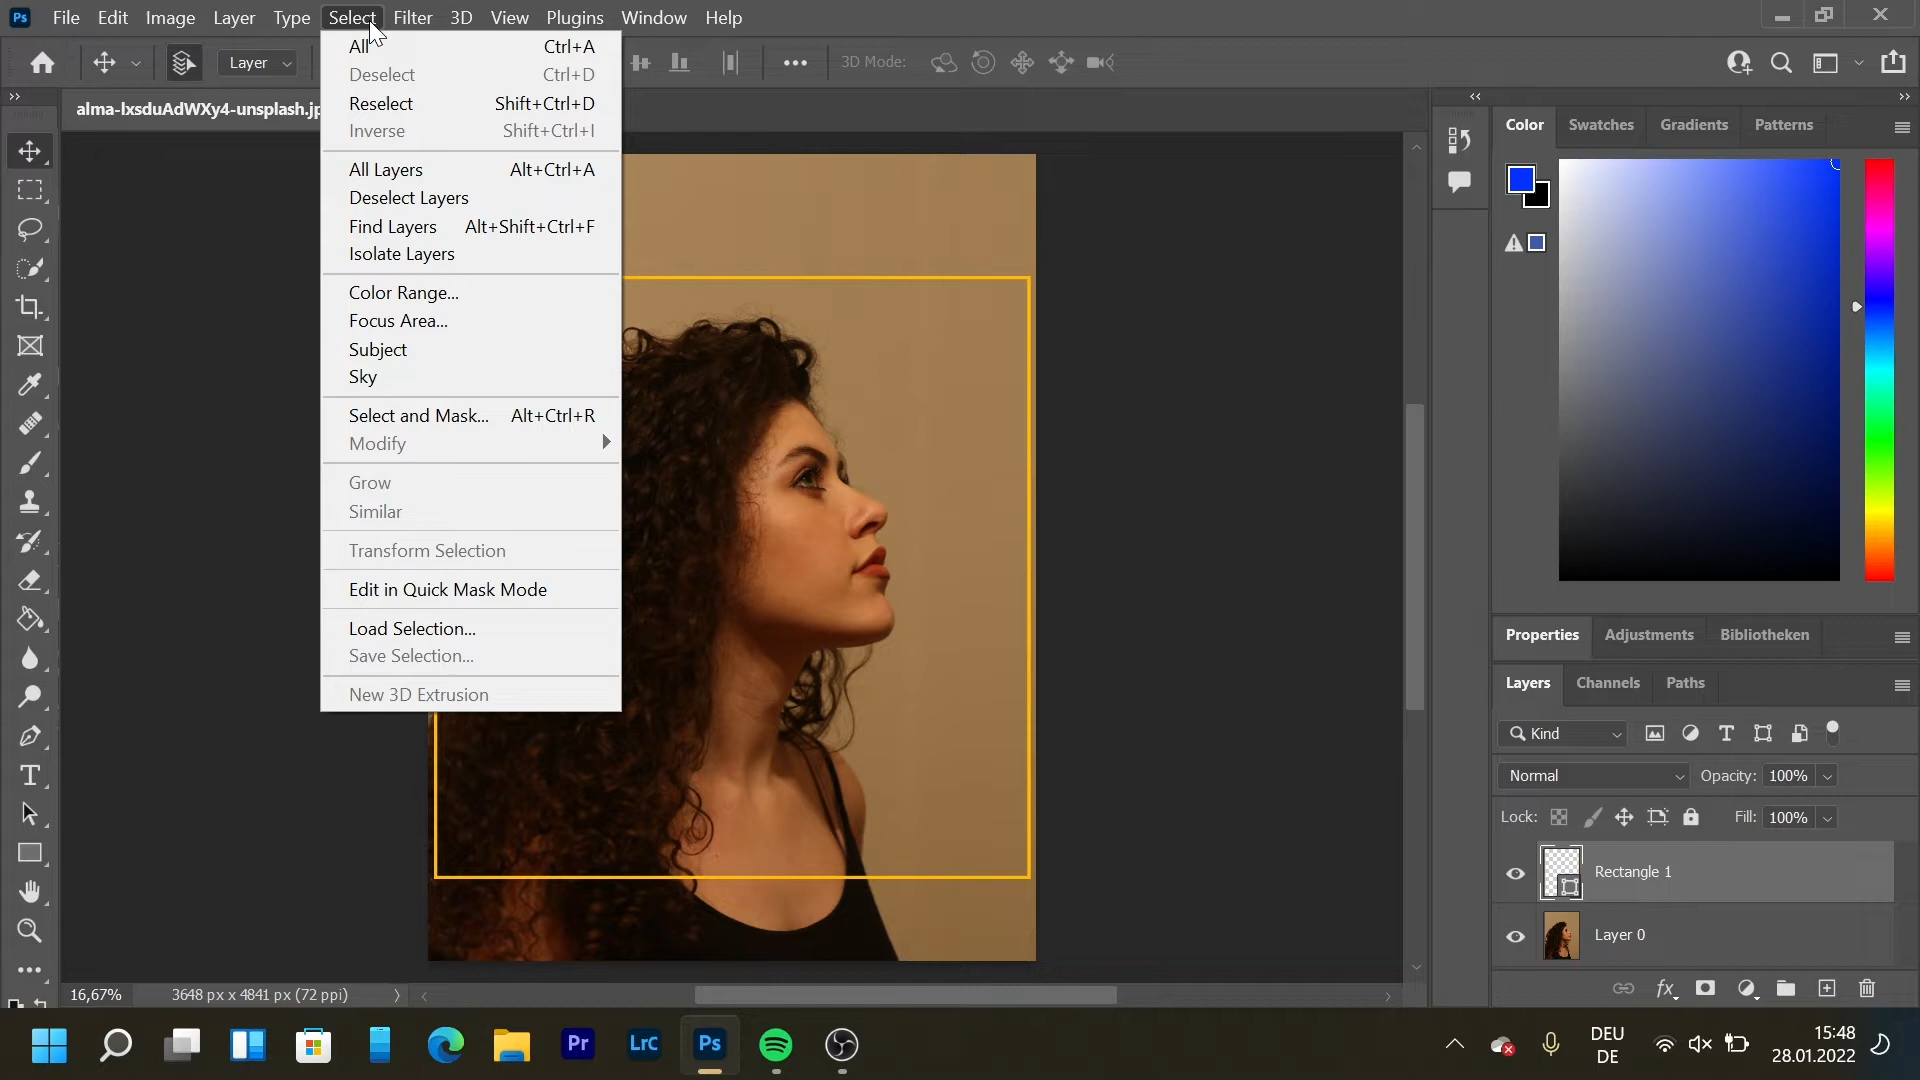 Ps File Edit Image Layer Type Select Filter 3D View Plugins Window Help
Layer 3D Mode:
alma-lxsduAdWXy4-unsplash.jp
All Ctrl+A
Deselect Ctrl+D
Reselect Shift+Ctrl+D
Inverse Shift+Ctrl+I
All Layers Alt+Ctrl+A
Deselect Layers
Find Layers Alt+Shift+Ctrl+F
Isolate Layers
Color Range...
Focus Area...
Subject
Sky
Select and Mask... Alt+Ctrl+R
Modify
Grow
Similar
Transform Selection
Edit in Quick Mask Mode
Load Selection...
Save Selection...
New 3D Extrusion
Color Swatches Gradients Patterns
Properties Adjustments Bibliotheken
Layers Channels Paths
Kind
Normal Opacity: 100%
Lock: Fill: 100%
Rectangle 1
Layer 0
fx
16,67% 3648 px x 4841 px (72 ppi)
Pr LrC Ps
DEU
DE
15:48
28.01.2022